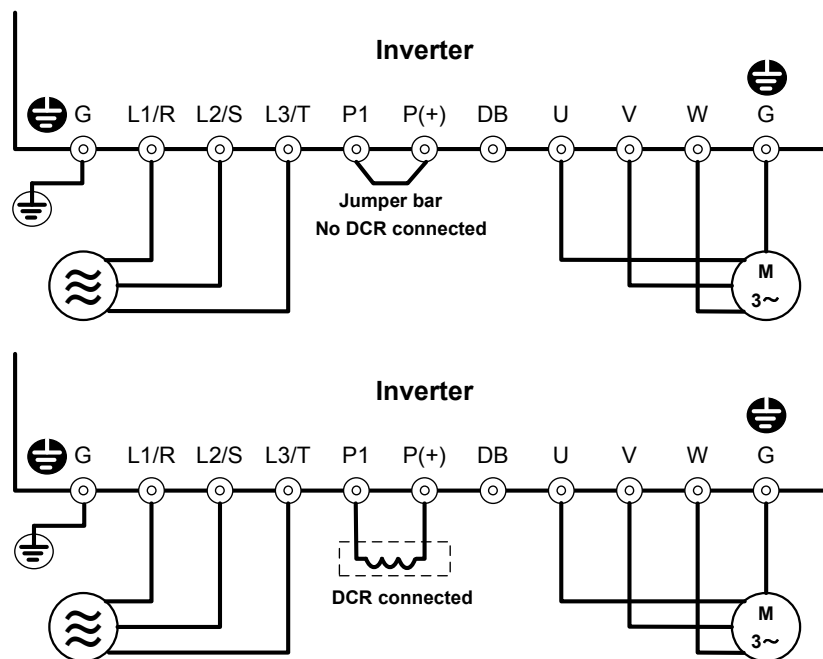 Inverter
G L1/R L2/S L3/T P1 P(+) DB U V W G
Jumper bar
No DCR connected
M
3～
Inverter
G L1/R L2/S L3/T P1 P(+) DB U V W G
DCR connected
M
3～